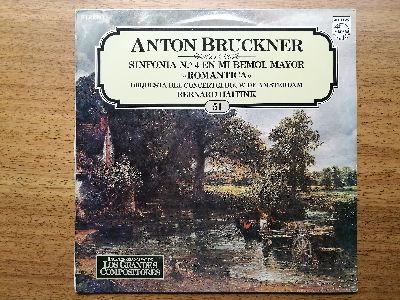 STEREO
ANTON BRUCKNER
SINFONIA N.º 4 EN MI BEMOL MAYOR
«ROMANTICA»
ORQUESTA DEL CONCERTGEBOUW DE AMSTERDAM
BERNARD HAITINK
51
LOS GRANDES
COMPOSITORES